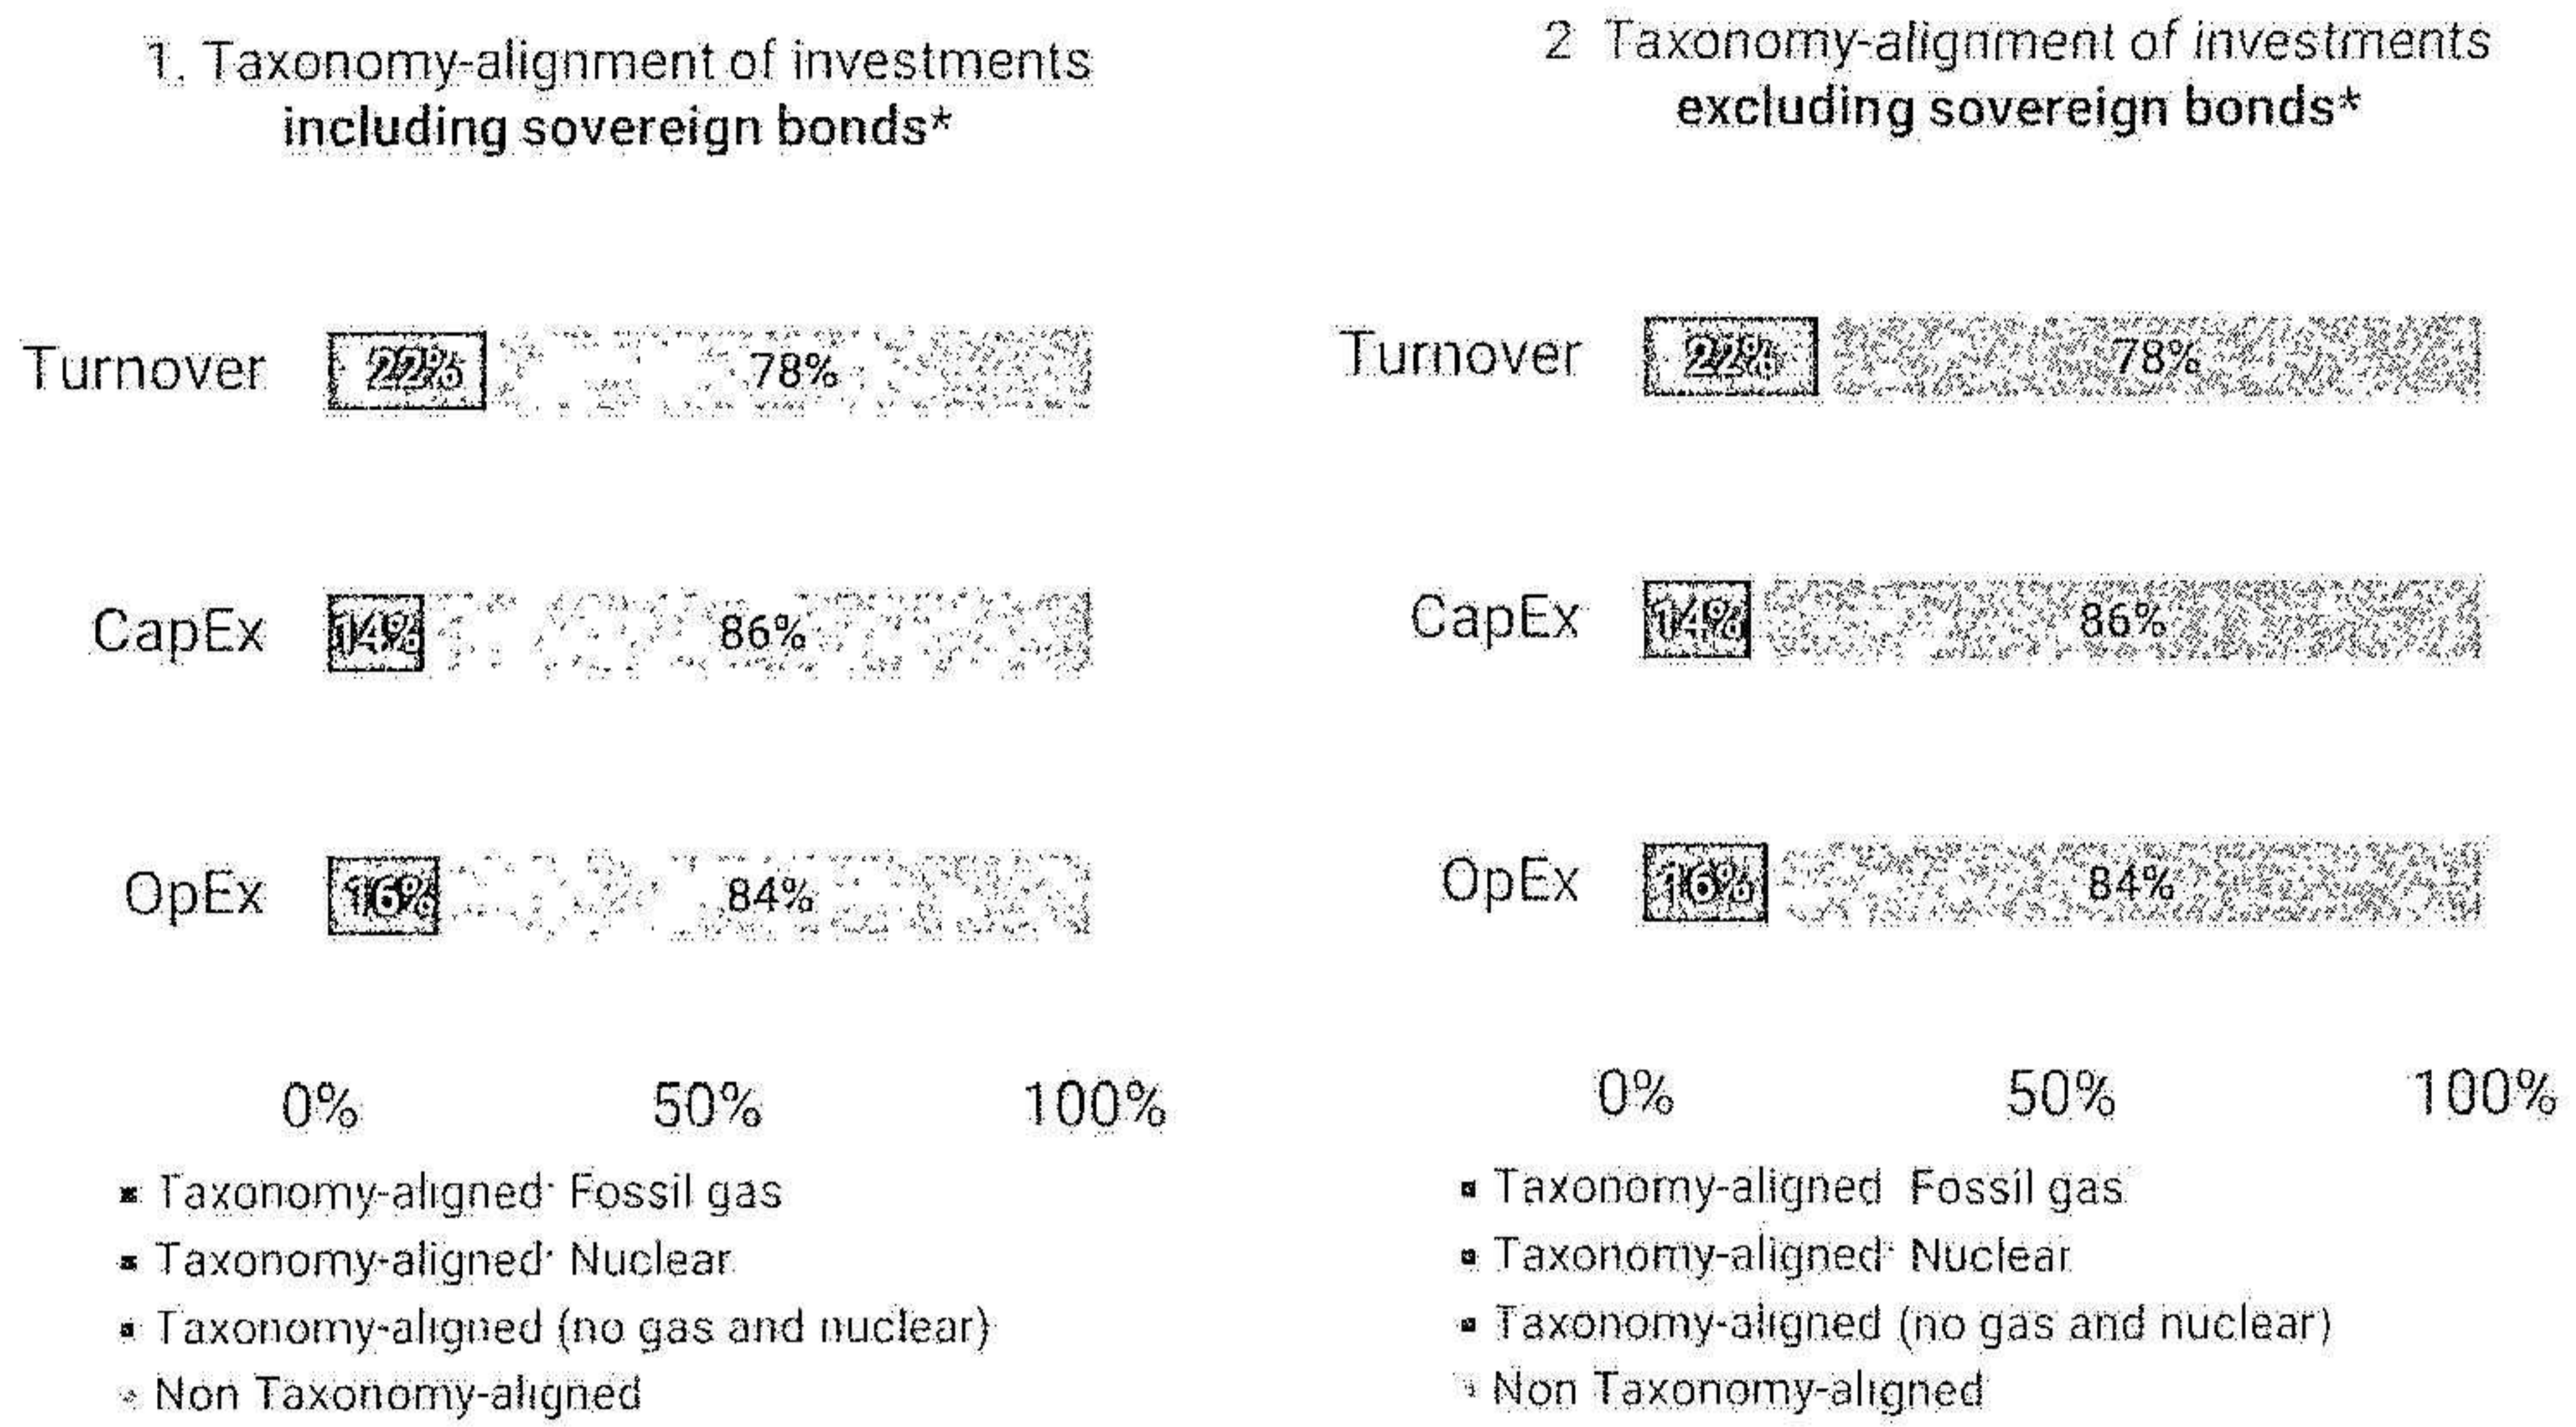 1. Taxonomy-alignment of investments
including sovereign bonds*
Turnover 22% 78%
CapEx 14% 86%
OpEx 16% 84%
0% 50% 100%
Taxonomy-aligned: Fossil gas
Taxonomy-aligned: Nuclear
Taxonomy-aligned (no gas and nuclear)
Non Taxonomy-aligned
2 Taxonomy-alignment of investments
excluding sovereign bonds*
Turnover 22% 78%
CapEx 14% 86%
OpEx 16% 84%
0% 50% 100%
Taxonomy-aligned Fossil gas
Taxonomy-aligned: Nuclear
Taxonomy-aligned (no gas and nuclear)
Non Taxonomy-aligned